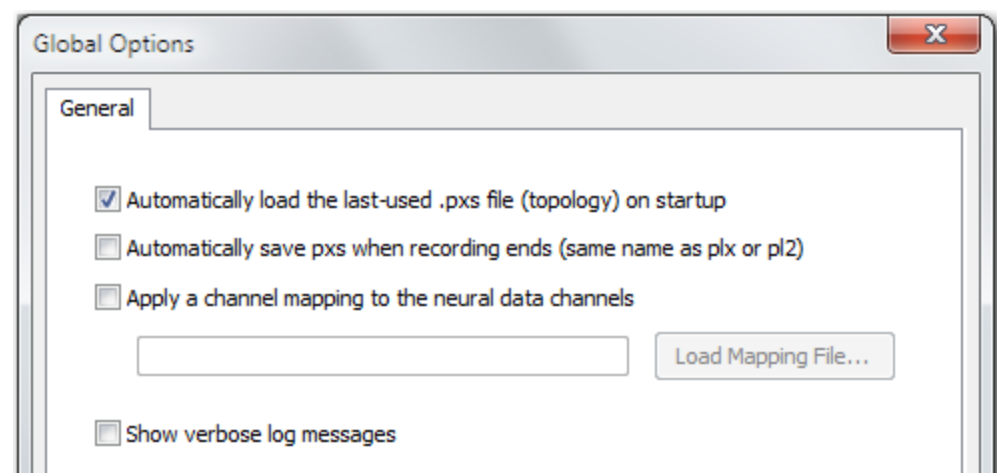 Global Options
General
Automatically load the last-used .pxs file (topology) on startup
Automatically save pxs when recording ends (same name as plx or pl2)
Apply a channel mapping to the neural data channels
Load Mapping File...
Show verbose log messages